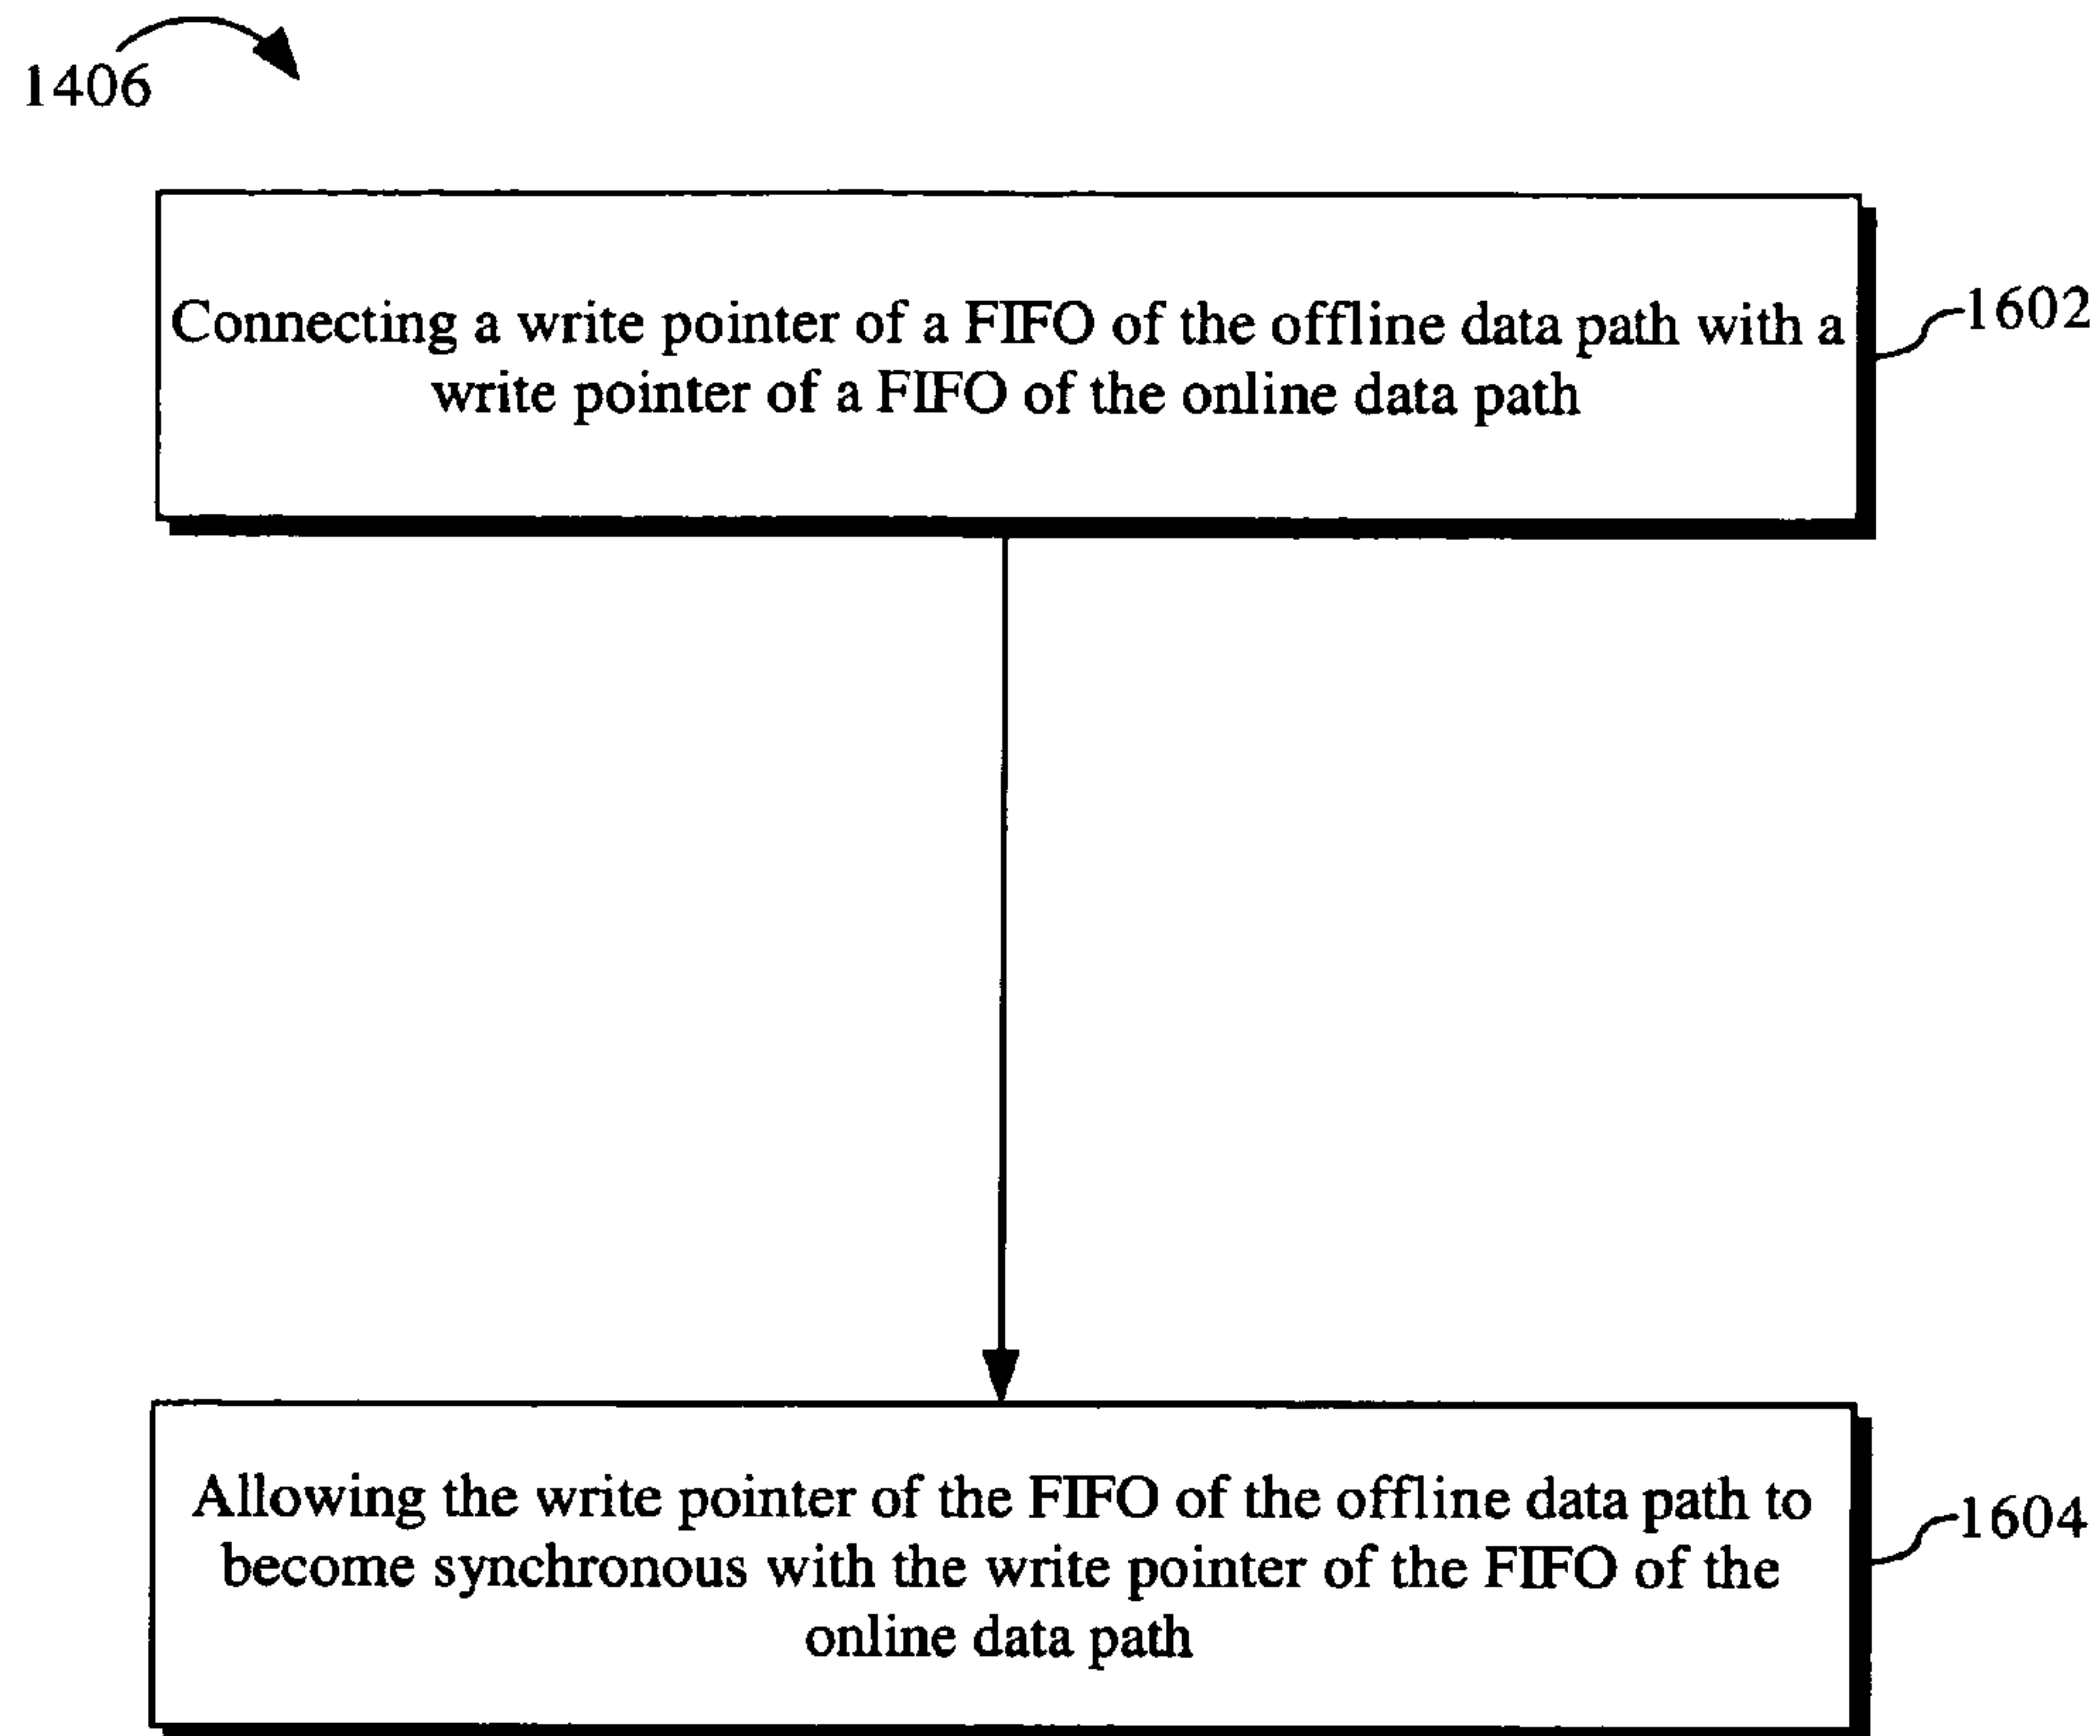 1406
Connecting a write pointer of a FIFO of the offline data path with a
write pointer of a FIFO of the online data path
1602
Allowing the write pointer of the FIFO of the offline data path to
become synchronous with the write pointer of the FIFO of the
online data path
1604